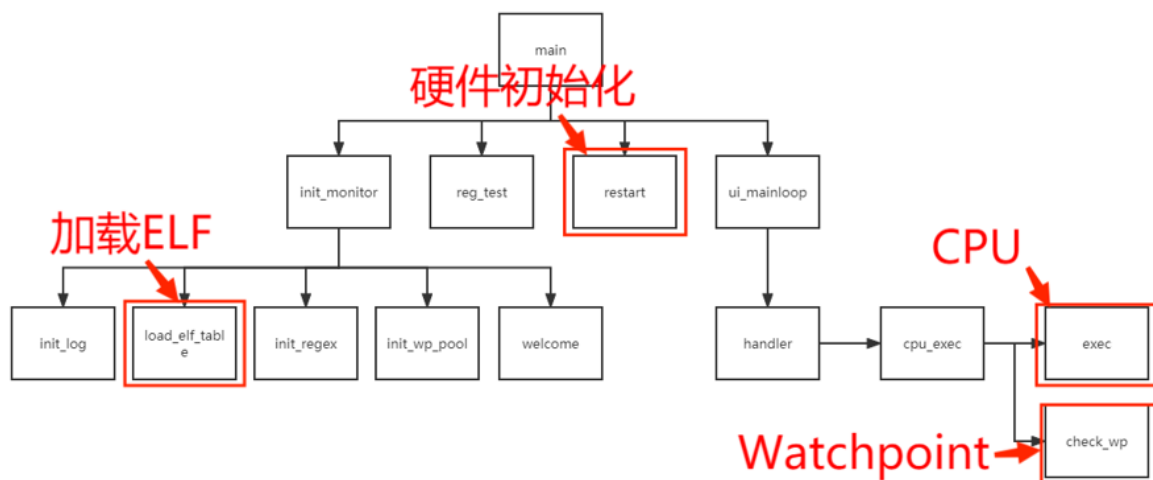 main
硬件初始化
init_monitor
reg_test
restart
ui_mainloop
加载ELF
CPU
init_log
load_elf_tabl
e
init_regex
init_wp_pool
welcome
handler
cpu_exec
exec
Watchpoint
check_wp